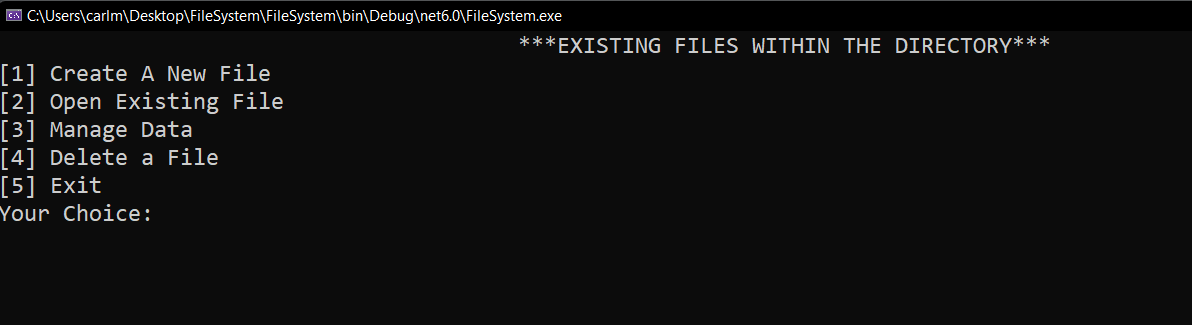 C:\Users\carlm\Desktop\FileSystem\FileSystem\bin\Debug\net6.0\FileSystem.exe
***EXISTING FILES WITHIN THE DIRECTORY***
[1] Create A New File
[2] Open Existing File
[3] Manage Data
[4] Delete a File
[5] Exit
Your Choice: